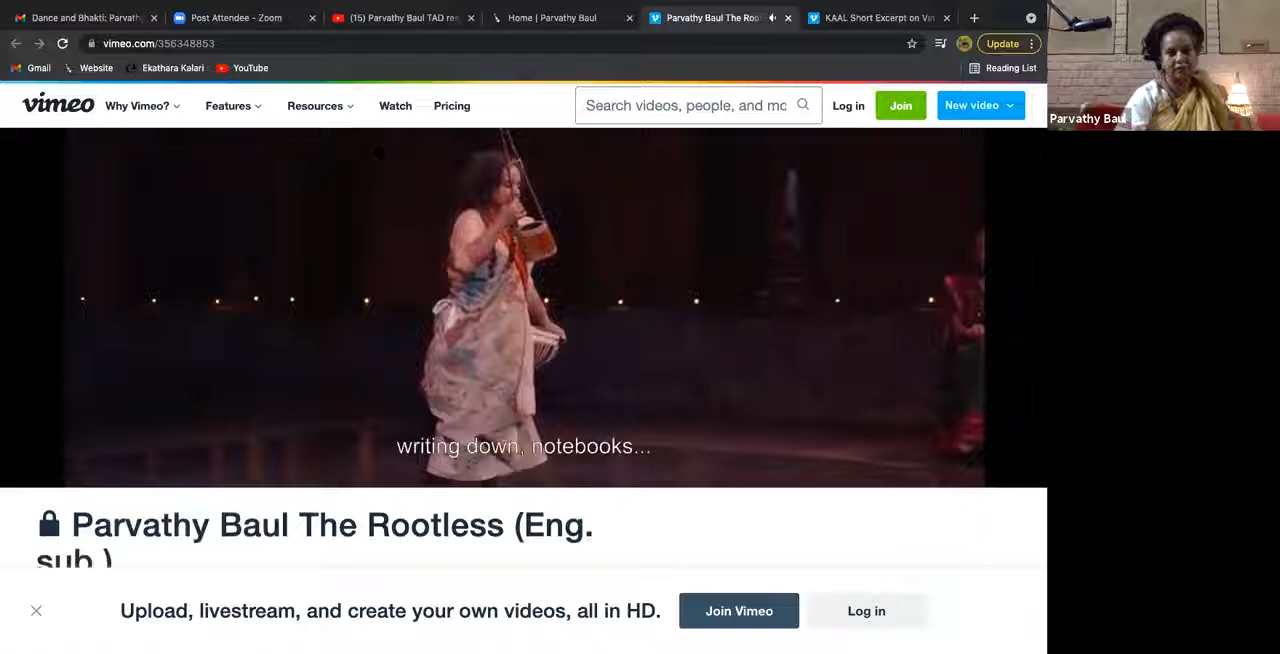 Dance and Bhakti: Parvath
Post Attendee - Zoom
(15) Parvathy Baul TAD re
Home | Parvathy Baul
Parvathy Baul The Roo
KAAL Short Excerpt on Vi
vimeo.com/356348853
Update
Gmail
Website
Ekathara Kalari
YouTube
Reading List
Parvathy Baul
vimeo
Why Vimeo?
Features
Resources
Watch
Pricing
Search videos, people, and mo
Log in
Join
New video
writing down, notebooks...
Parvathy Baul The Rootless (Eng.
sub.)
Upload, livestream, and create your own videos, all in HD.
Join Vimeo
Log in